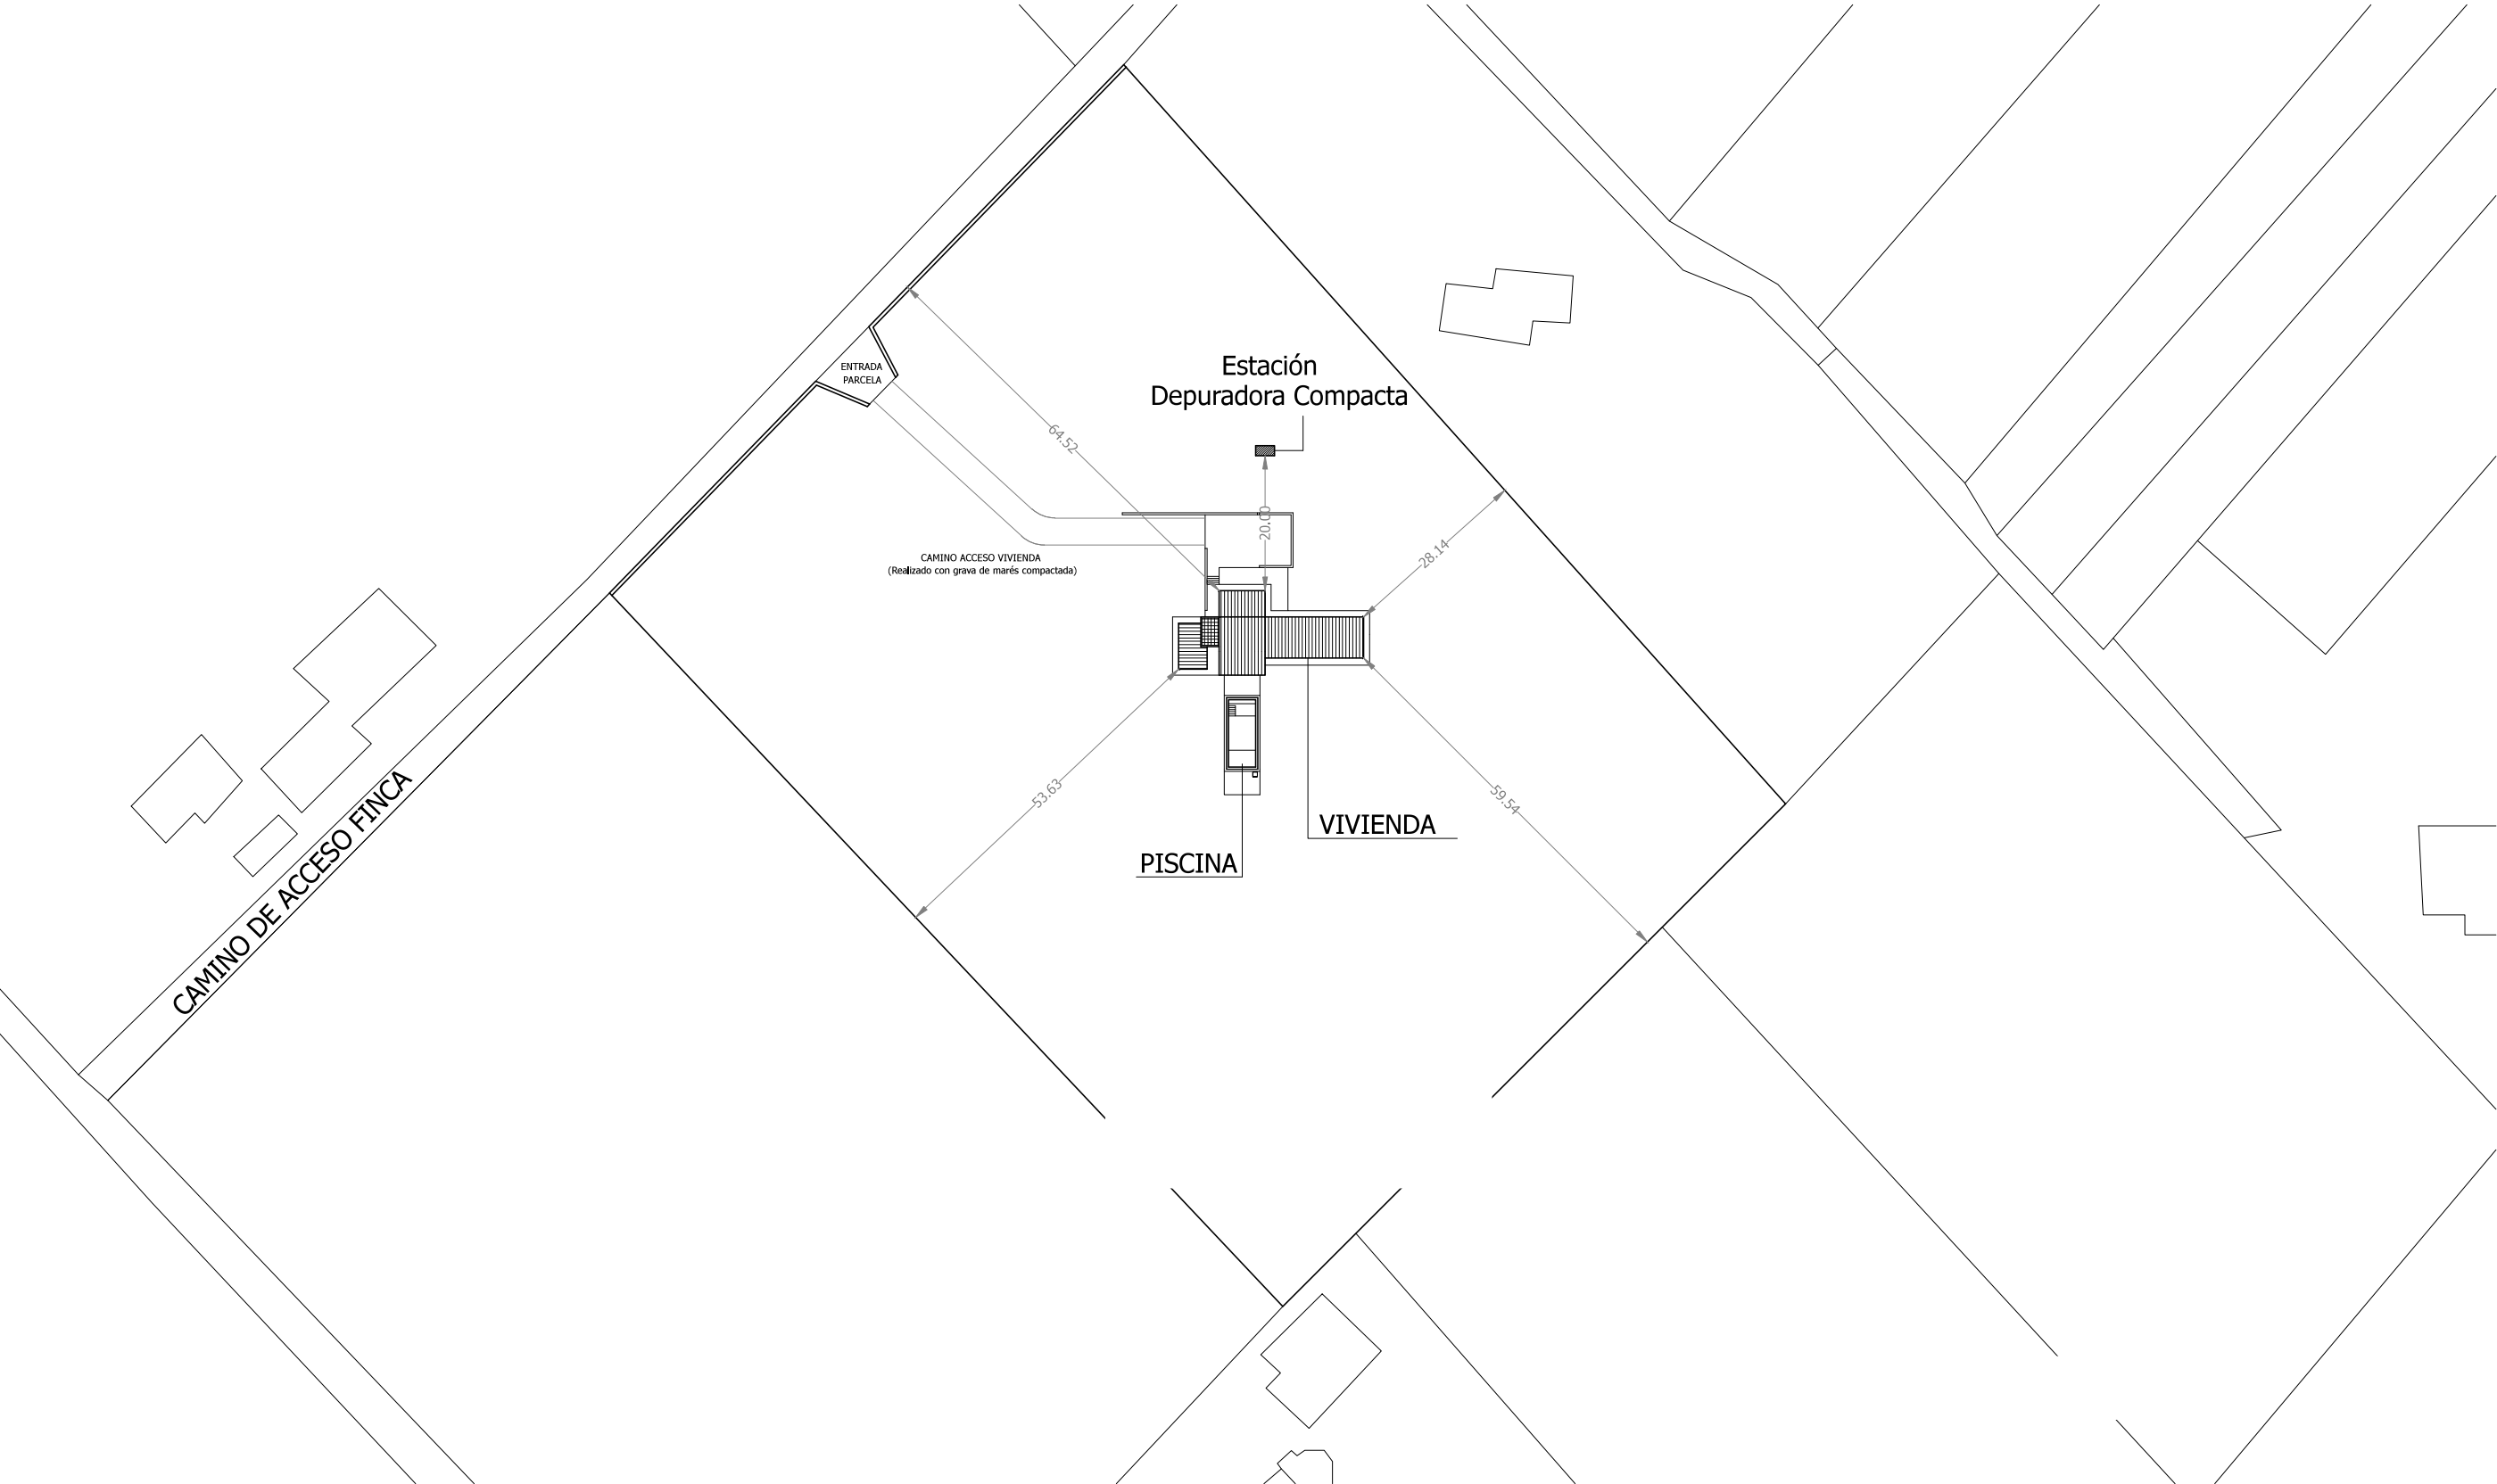 Estación
Depuradora Compacta
ENTRADA
PARCELA
64.52
20.00
28.14
CAMINO ACCESO VIVIENDA
(Realizado con grava de marés compactada)
53.63
59.54
VIVIENDA
PISCINA
CAMINO DE ACCESO FINCA